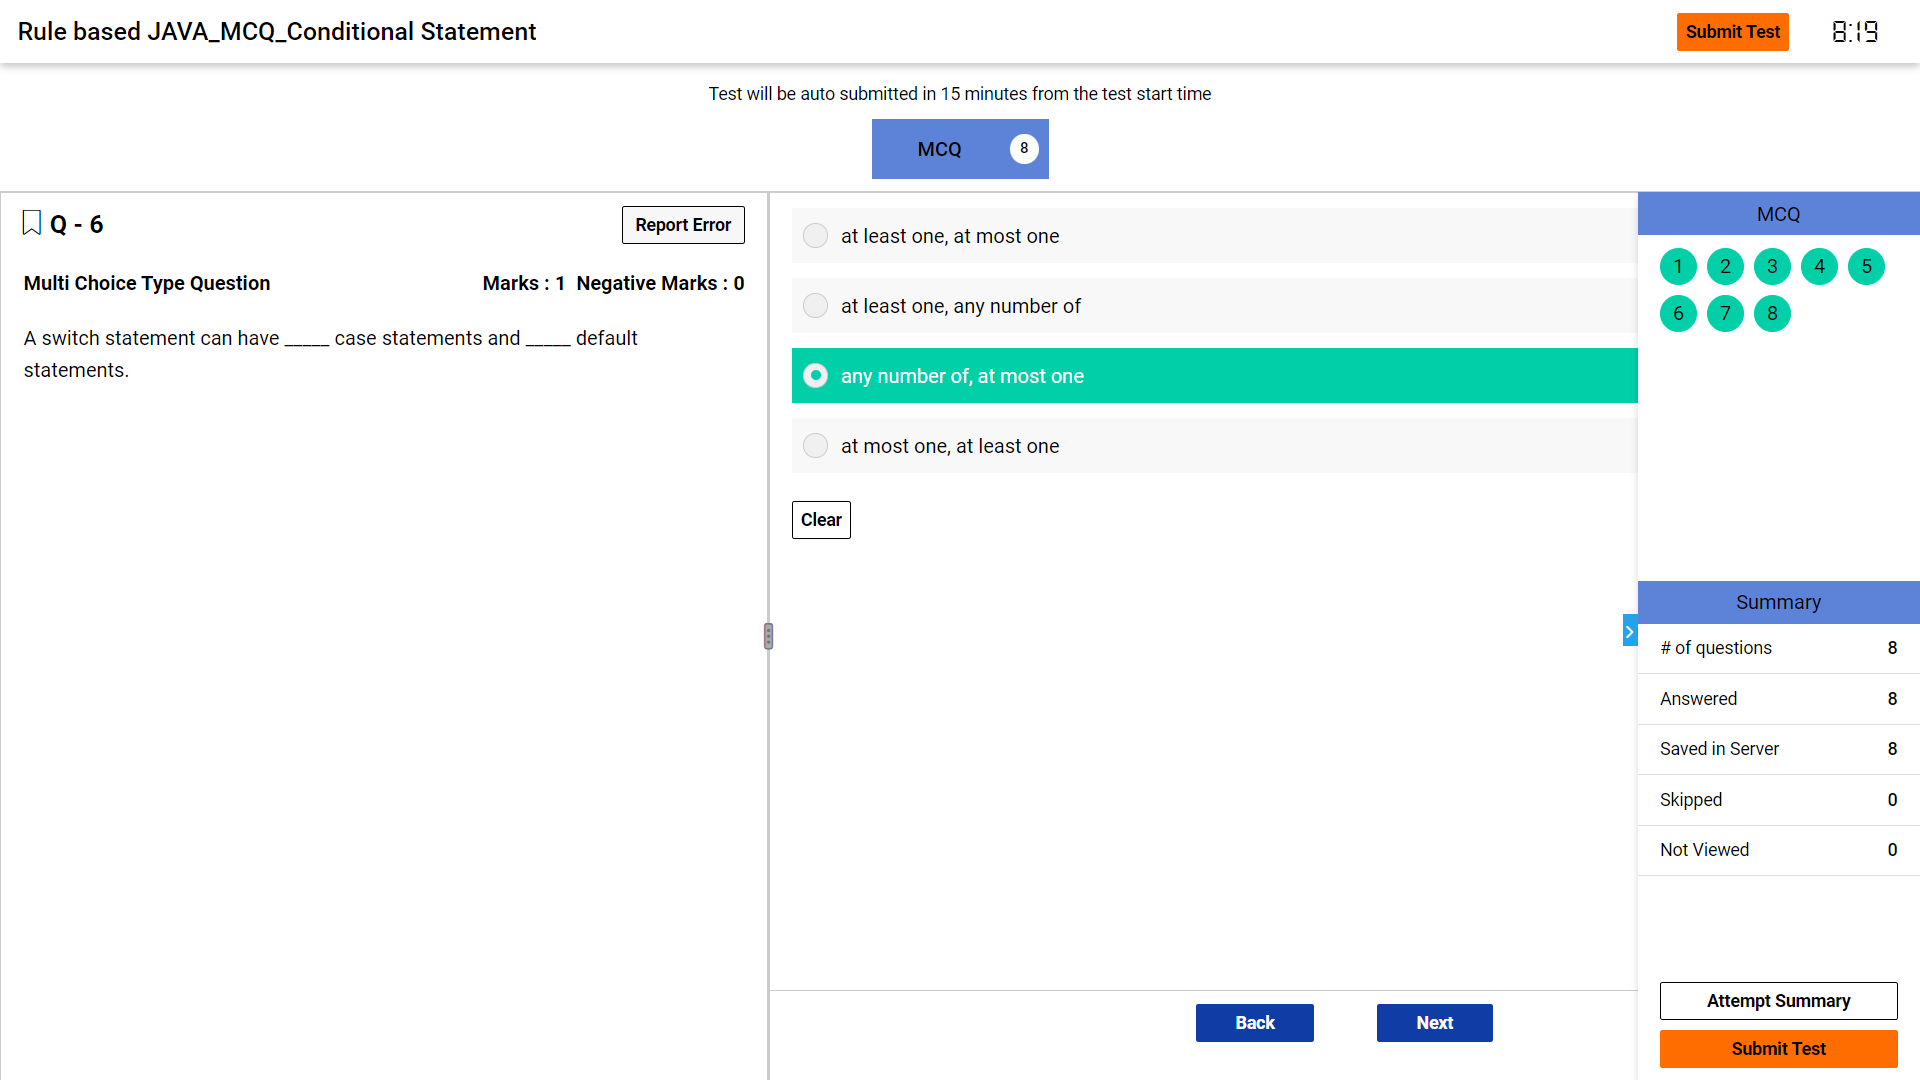 Rule based JAVA_MCQ_Conditional Statement
Submit Test
8:19
Test will be auto submitted in 15 minutes from the test start time
MCQ 8
Q - 6
Report Error
Multi Choice Type Question
Marks : 1 Negative Marks : 0
A switch statement can have _____ case statements and _____ default
statements.
at least one, at most one
at least one, any number of
any number of, at most one
at most one, at least one
Clear
Back
Next
MCQ
1 2 3 4 5
6 7 8
Summary
# of questions 8
Answered 8
Saved in Server 8
Skipped 0
Not Viewed 0
Attempt Summary
Submit Test